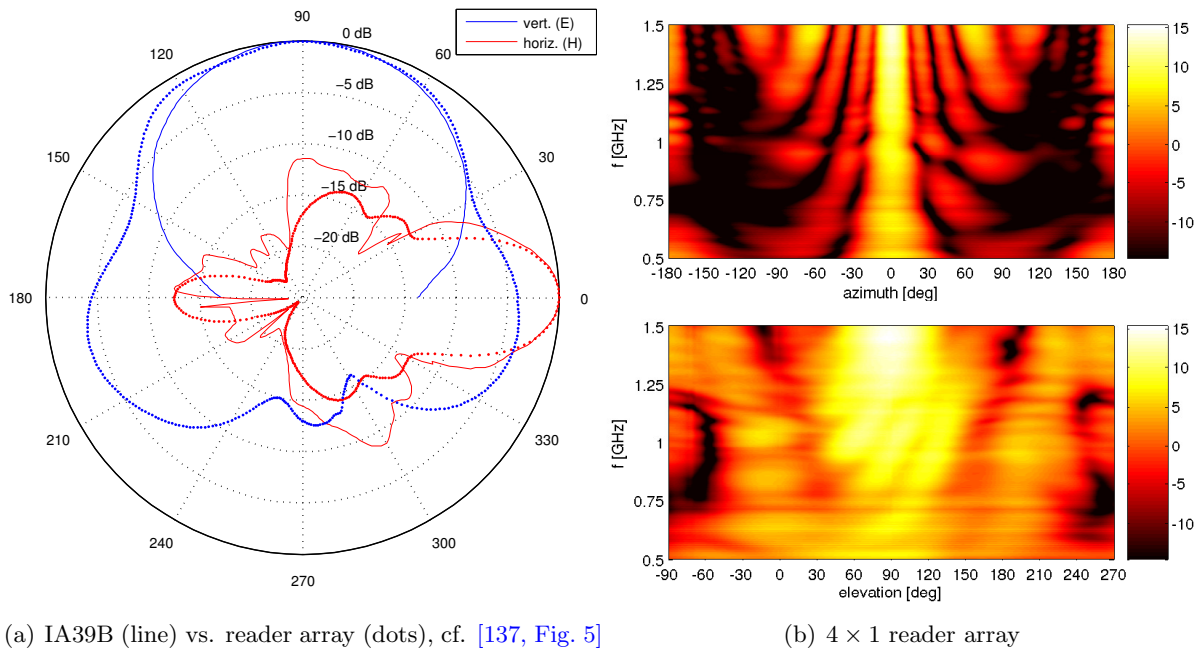 90
0 dB
vert. (E)
horiz. (H)
120
60
−5 dB
−10 dB
150
30
−15 dB
−20 dB
180
0
210
330
240
300
270
(a) IA39B (line) vs. reader array (dots), cf. [137, Fig. 5]
1.5
1.25
1
0.75
0.5
f [GHz]
-180 -150 -120 -90 -60 -30 0 30 60 90 120 150 180
azimuth [deg]
15
10
5
0
-5
-10
1.5
1.25
1
0.75
0.5
f [GHz]
-90 -60 -30 0 30 60 90 120 150 180 210 240 270
elevation [deg]
15
10
5
0
-5
-10
(b) 4 × 1 reader array